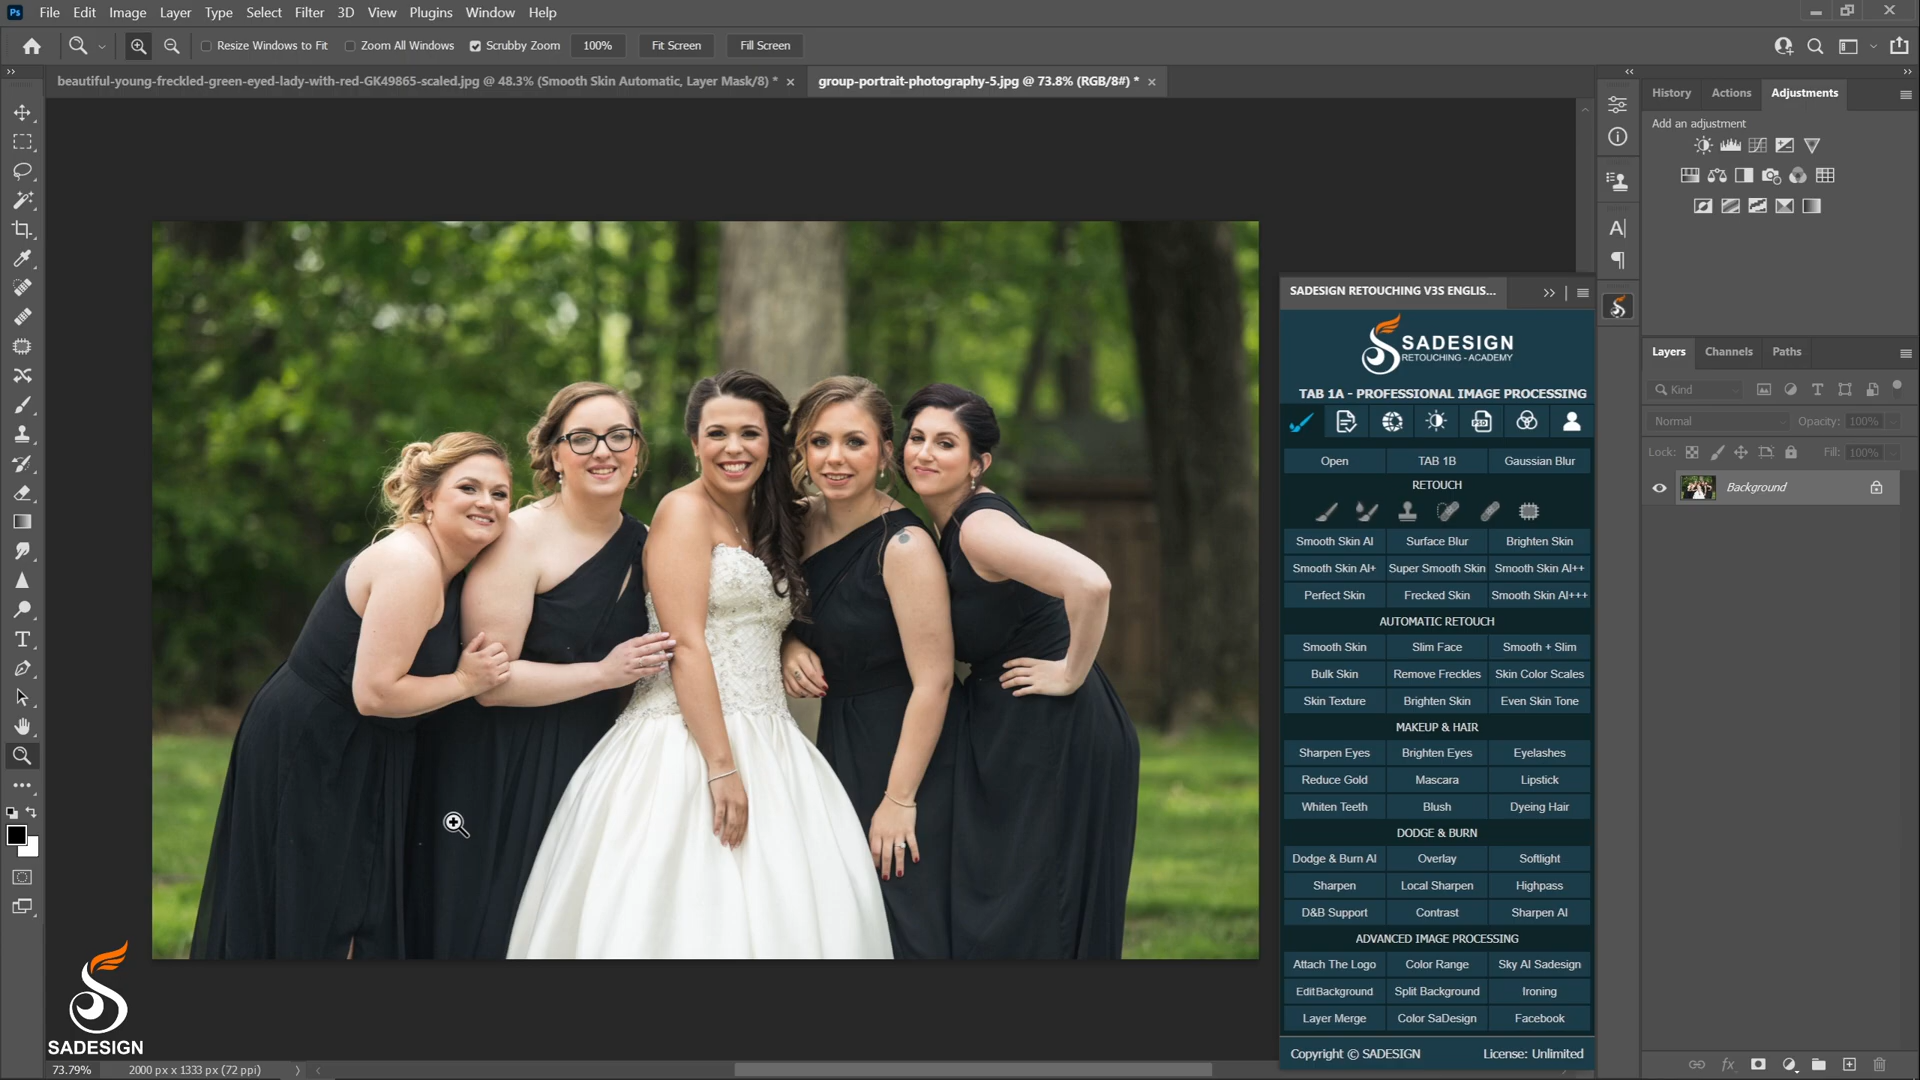 Ps File Edit Image Layer Type Select Filter 3D View Plugins Window Help
Resize Windows to Fit Zoom All Windows Scrubby Zoom 100% Fit Screen Fill Screen
beautiful-young-freckled-green-eyed-lady-with-red-GK49865-scaled.jpg @ 48.3% (Smooth Skin Automatic, Layer Mask/8) * × group-portrait-photography-5.jpg @ 73.8% (RGB/8#) * ×
History Actions Adjustments
Add an adjustment
SADESIGN RETOUCHING V3S ENGLIS...
SADESIGN
RETOUCHING - ACADEMY
TAB 1A - PROFESSIONAL IMAGE PROCESSING
Open TAB 1B Gaussian Blur
RETOUCH
Smooth Skin AI Surface Blur Brighten Skin
Smooth Skin AI+ Super Smooth Skin Smooth Skin AI++
Perfect Skin Frecked Skin Smooth Skin AI+++
AUTOMATIC RETOUCH
Smooth Skin Slim Face Smooth + Slim
Bulk Skin Remove Freckles Skin Color Scales
Skin Texture Brighten Skin Even Skin Tone
MAKEUP & HAIR
Sharpen Eyes Brighten Eyes Eyelashes
Reduce Gold Mascara Lipstick
Whiten Teeth Blush Dyeing Hair
DODGE & BURN
Dodge & Burn AI Overlay Softlight
Sharpen Local Sharpen Highpass
D&B Support Contrast Sharpen AI
ADVANCED IMAGE PROCESSING
Attach The Logo Color Range Sky AI Sadesign
Edit Background Split Background Ironing
Layer Merge Color SaDesign Facebook
Copyright © SADESIGN License: Unlimited
Layers Channels Paths
Kind
Normal Opacity: 100%
Lock: Fill: 100%
Background
SADESIGN
73.79% 2000 px x 1333 px (72 ppi)